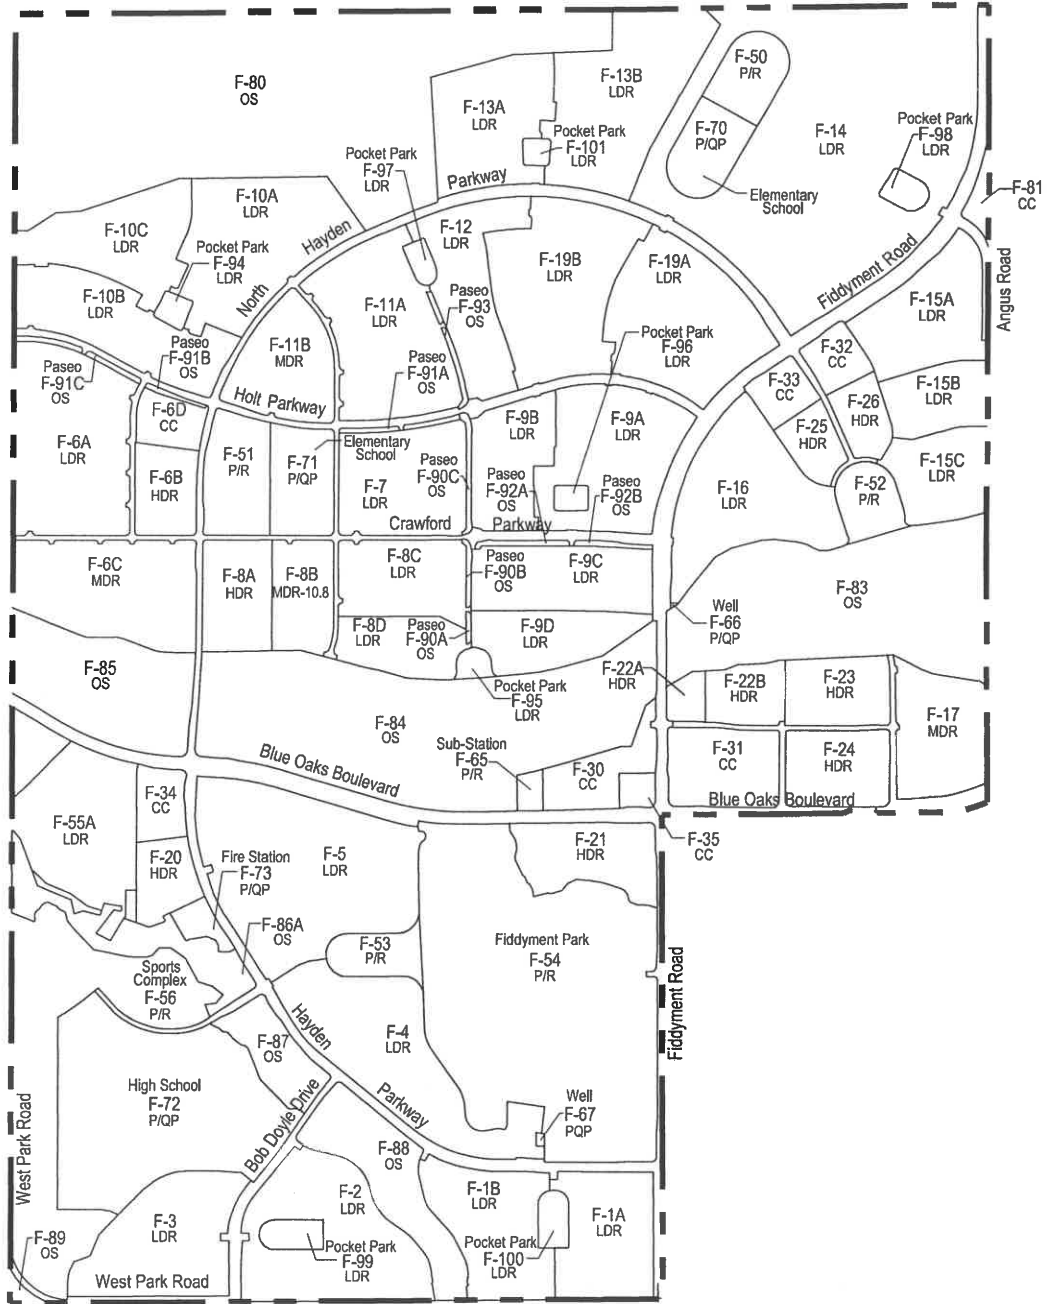 F-80
OS
F-13A
LDR
F-13B
LDR
F-50
P/R
F-70
P/QP
Elementary
School
F-14
LDR
Pocket Park
F-98
LDR
F-81
CC
Pocket Park
F-101
LDR
Pocket Park
F-97
LDR
Parkway
Hayden
North
F-10A
LDR
F-10C
LDR
Pocket Park
F-94
LDR
F-10B
LDR
F-12
LDR
F-19B
LDR
F-19A
LDR
Fiddyment Road
Angus Road
F-15A
LDR
Paseo
F-93
OS
F-11A
LDR
F-11B
MDR
Pocket Park
F-96
LDR
F-32
CC
F-33
CC
F-15B
LDR
F-26
HDR
F-25
HDR
Paseo
F-91B
OS
Paseo
F-91C
OS
Paseo
F-91A
OS
Holt Parkway
F-6D
CC
F-6A
LDR
F-6B
HDR
F-51
P/R
F-71
P/QP
Elementary
School
F-7
LDR
Paseo
F-90C
OS
F-9B
LDR
F-9A
LDR
Paseo
F-92A
OS
Paseo
F-92B
OS
F-16
LDR
F-15C
LDR
F-52
P/R
Crawford
Parkway
F-6C
MDR
F-8A
HDR
F-8B
MDR-10.8
F-8C
LDR
Paseo
F-90B
OS
F-9C
LDR
F-83
OS
Well
F-66
P/QP
F-8D
LDR
Paseo
F-90A
OS
F-9D
LDR
F-85
OS
Pocket Park
F-95
LDR
F-22A
HDR
F-22B
HDR
F-23
HDR
F-17
MDR
F-84
OS
Blue Oaks Boulevard
Sub-Station
F-65
P/R
F-30
CC
F-31
CC
F-24
HDR
Blue Oaks Boulevard
F-35
CC
F-34
CC
F-55A
LDR
F-20
HDR
Fire Station
F-73
P/QP
F-5
LDR
F-21
HDR
F-86A
OS
F-53
P/R
Fiddyment Park
F-54
P/R
Fiddyment Road
Sports
Complex
F-56
P/R
Hayden
F-87
OS
F-4
LDR
High School
F-72
P/QP
Bob Doyle Drive
Parkway
Well
F-67
PQP
West Park Road
F-88
OS
F-2
LDR
F-1B
LDR
F-1A
LDR
F-3
LDR
F-89
OS
Pocket Park
F-99
LDR
Pocket Park
F-100
LDR
West Park Road